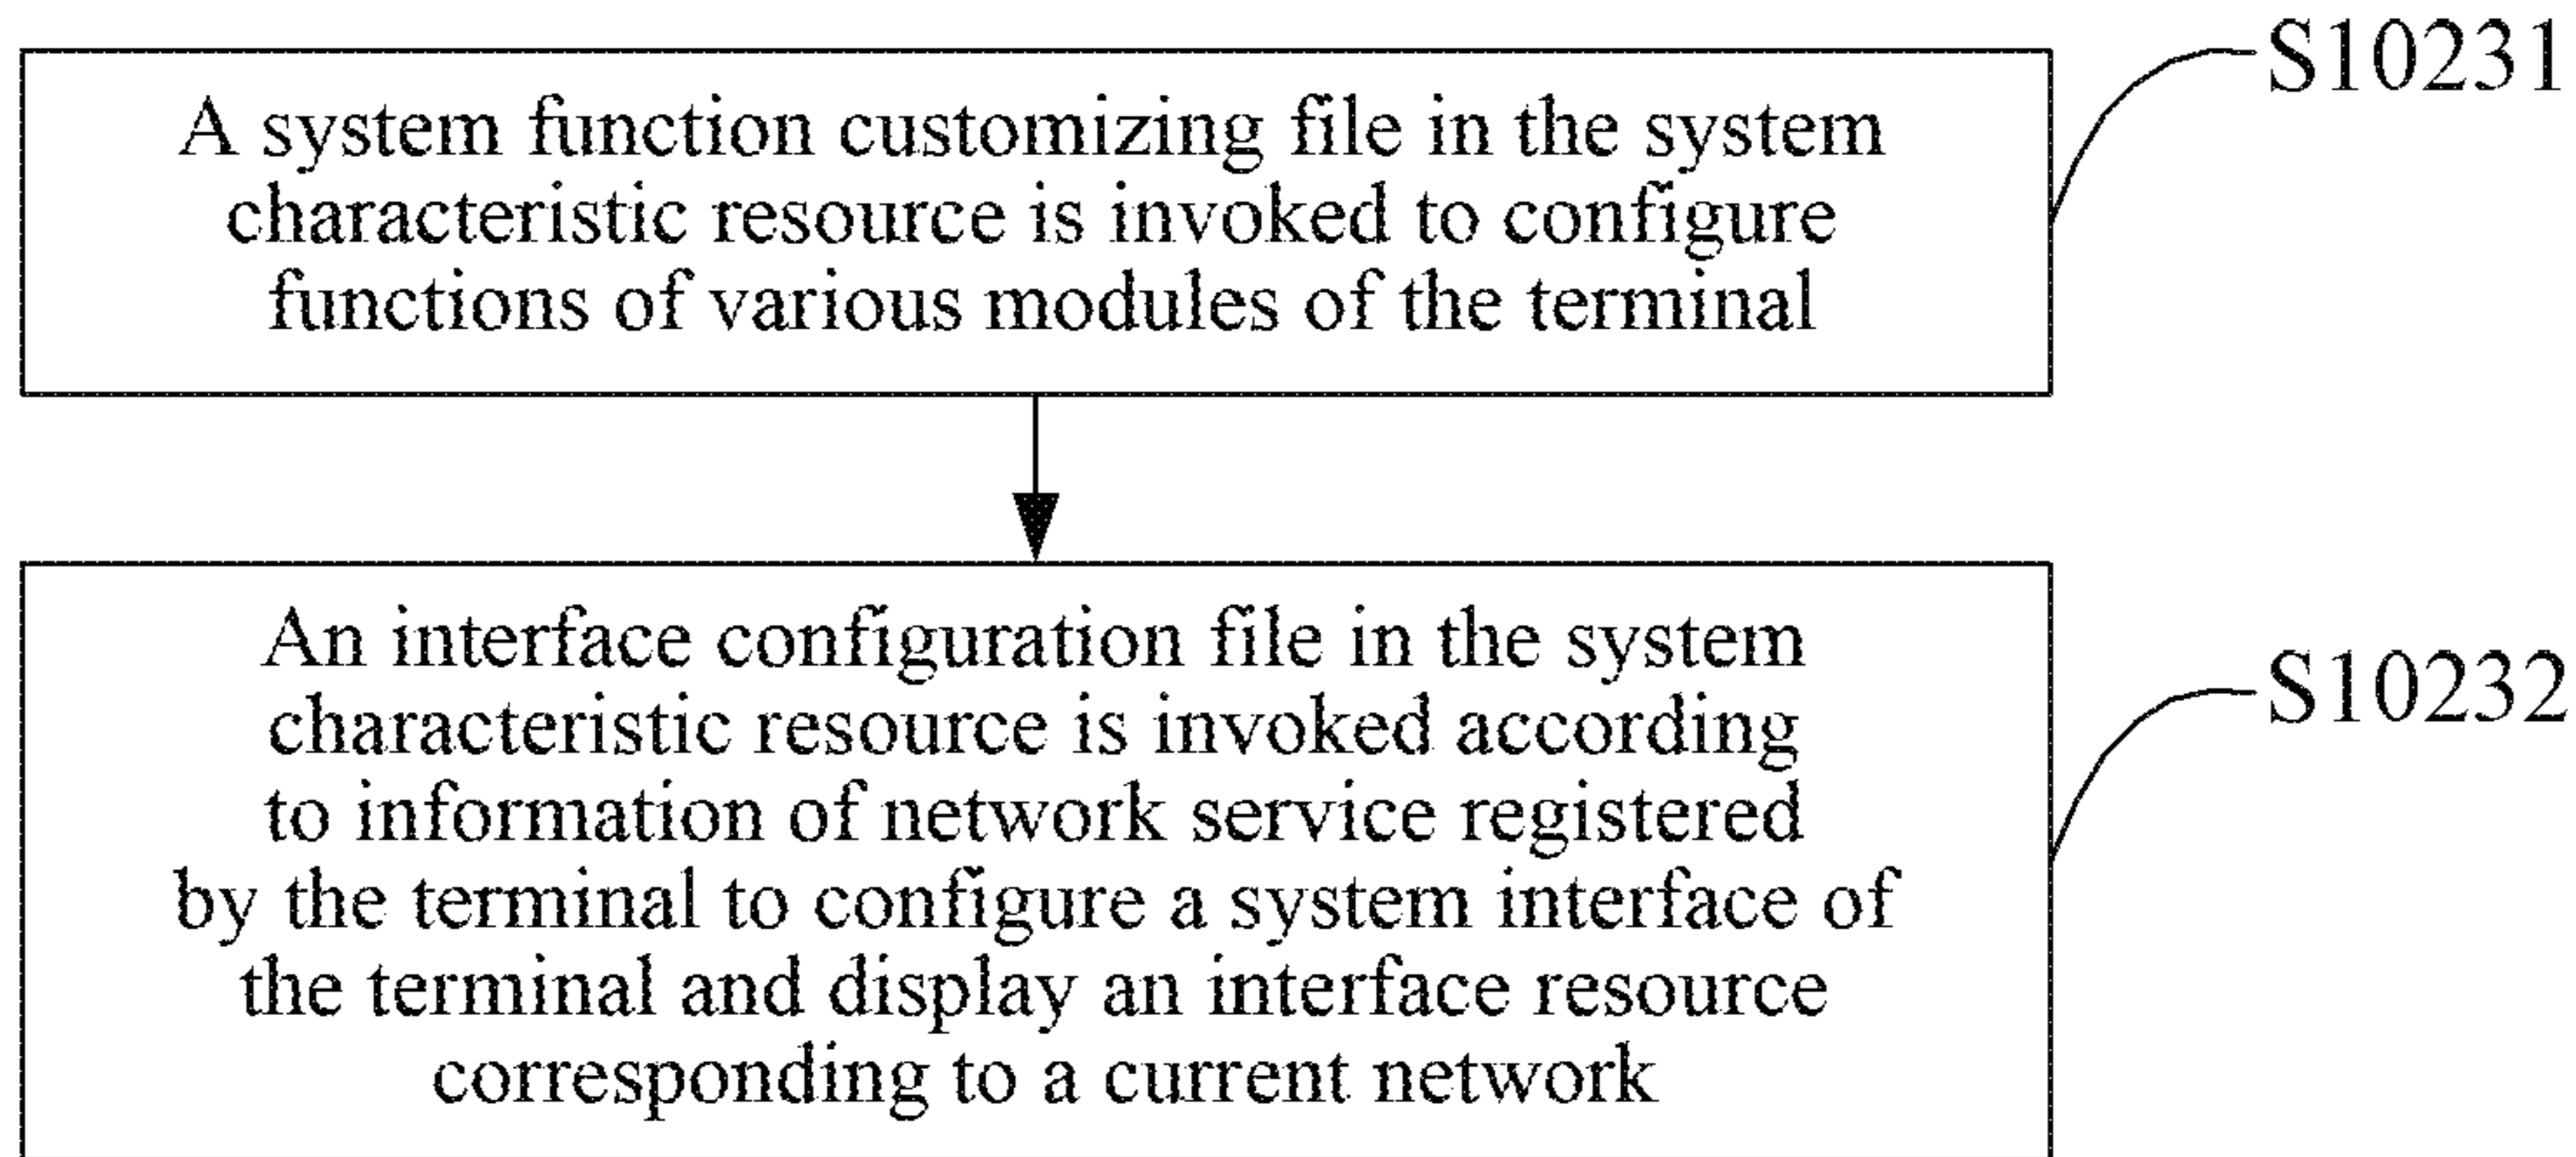 S10231
A system function customizing file in the system
characteristic resource is invoked to configure
functions of various modules of the terminal
An interface configuration file in the system
characteristic resource is invoked according
to information of network service registered
by the terminal to configure a system interface of
the terminal and display an interface resource
corresponding to a current network
S10232